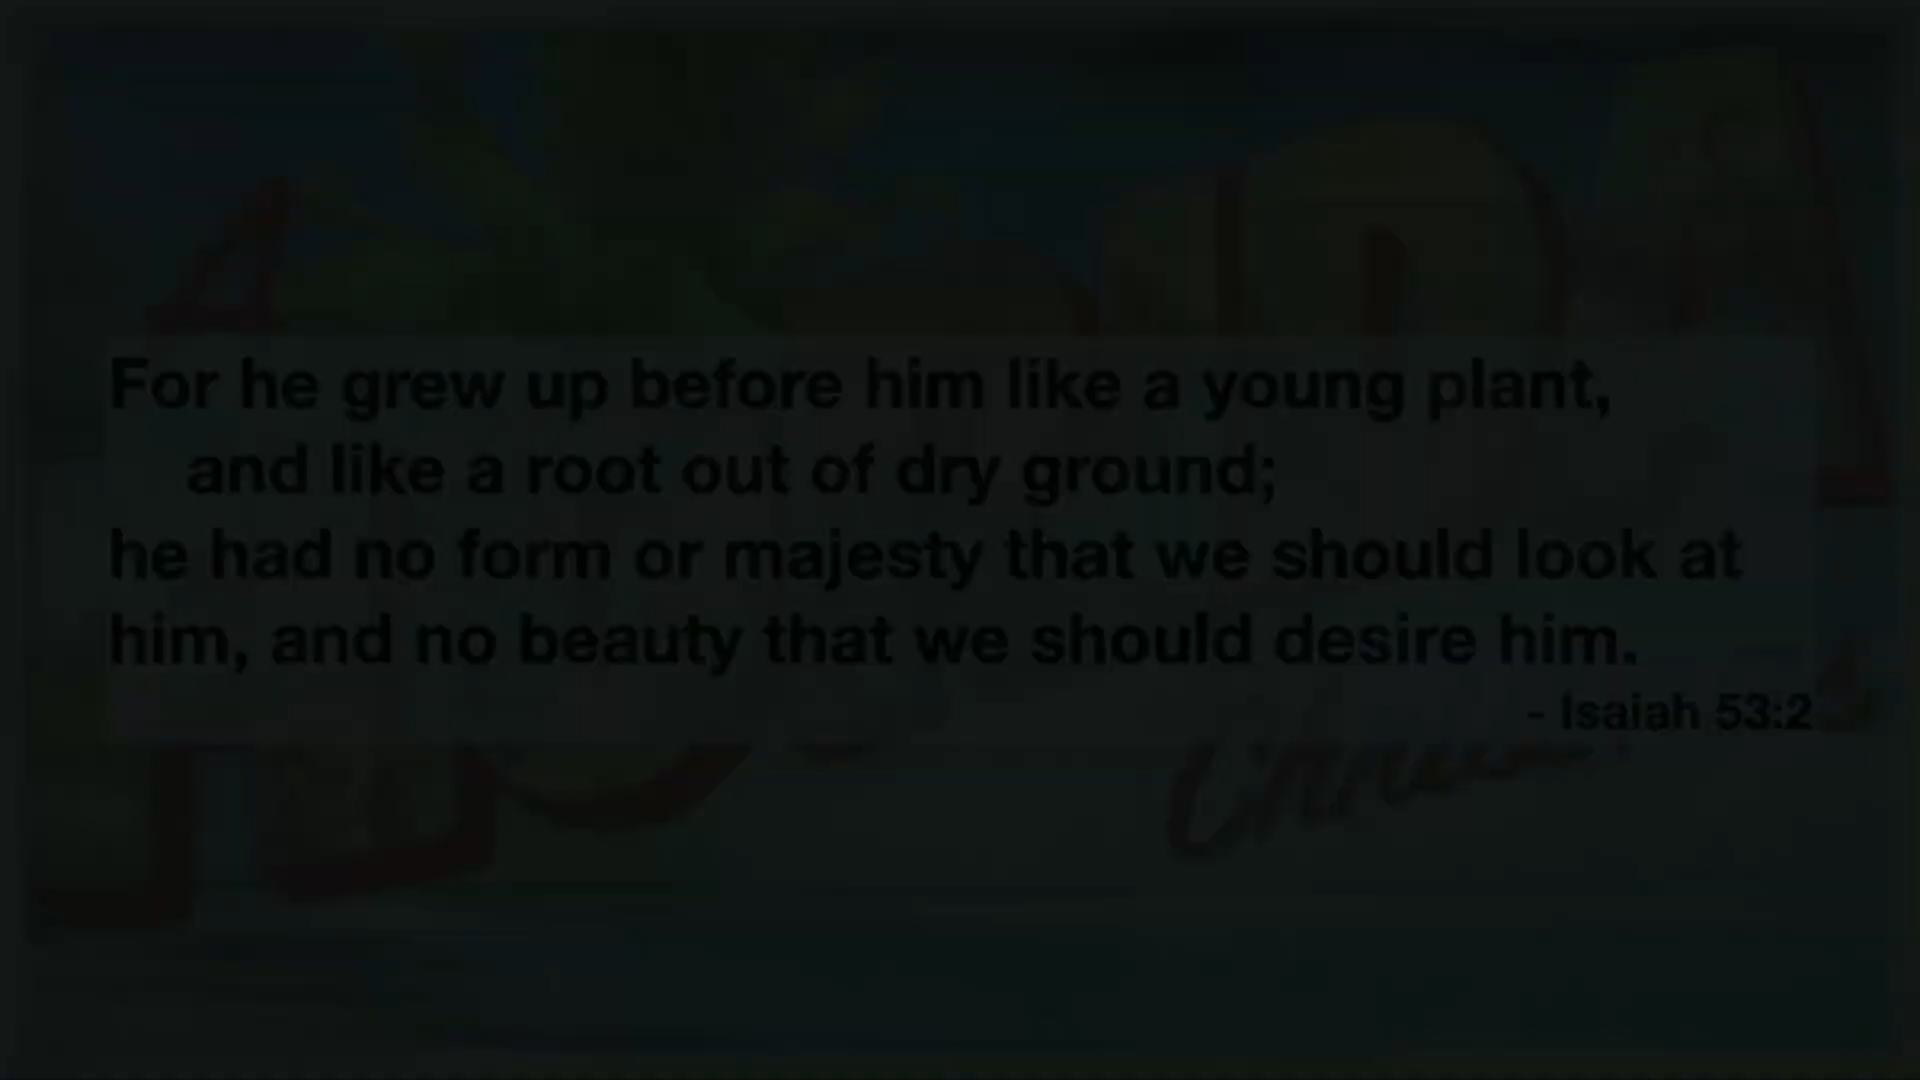 For he grew up before him like a young plant,
and like a root out of dry ground;
he had no form or majesty that we should look at
him, and no beauty that we should desire him.
- Isaiah 53:2